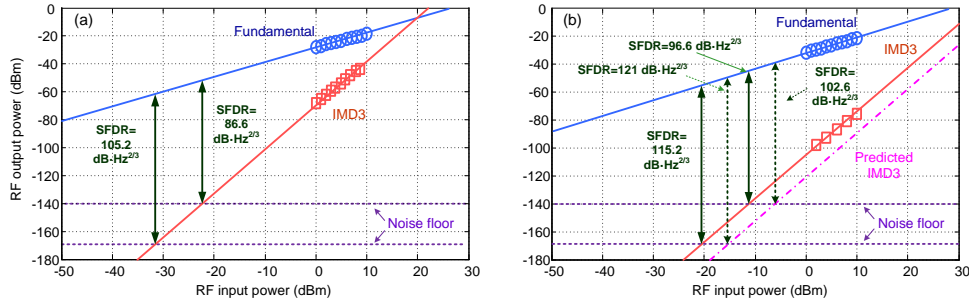 (a)
Fundamental
0
-20
-40
-60
-80
-100
-120
-140
-160
-180
RF output power (dBm)
SFDR=
105.2
dB·Hz2/3
SFDR=
86.6
dB·Hz2/3
IMD3
Noise floor
-50 -40 -30 -20 -10 0 10 20 30
RF input power (dBm)
(b)
Fundamental
0
-20
-40
-60
-80
-100
-120
-140
-160
-180
SFDR=96.6 dB·Hz2/3
SFDR=121 dB·Hz2/3
IMD3
SFDR=
102.6
dB·Hz2/3
SFDR=
115.2
dB·Hz2/3
Predicted
IMD3
Noise floor
-50 -40 -30 -20 -10 0 10 20 30
RF input power (dBm)